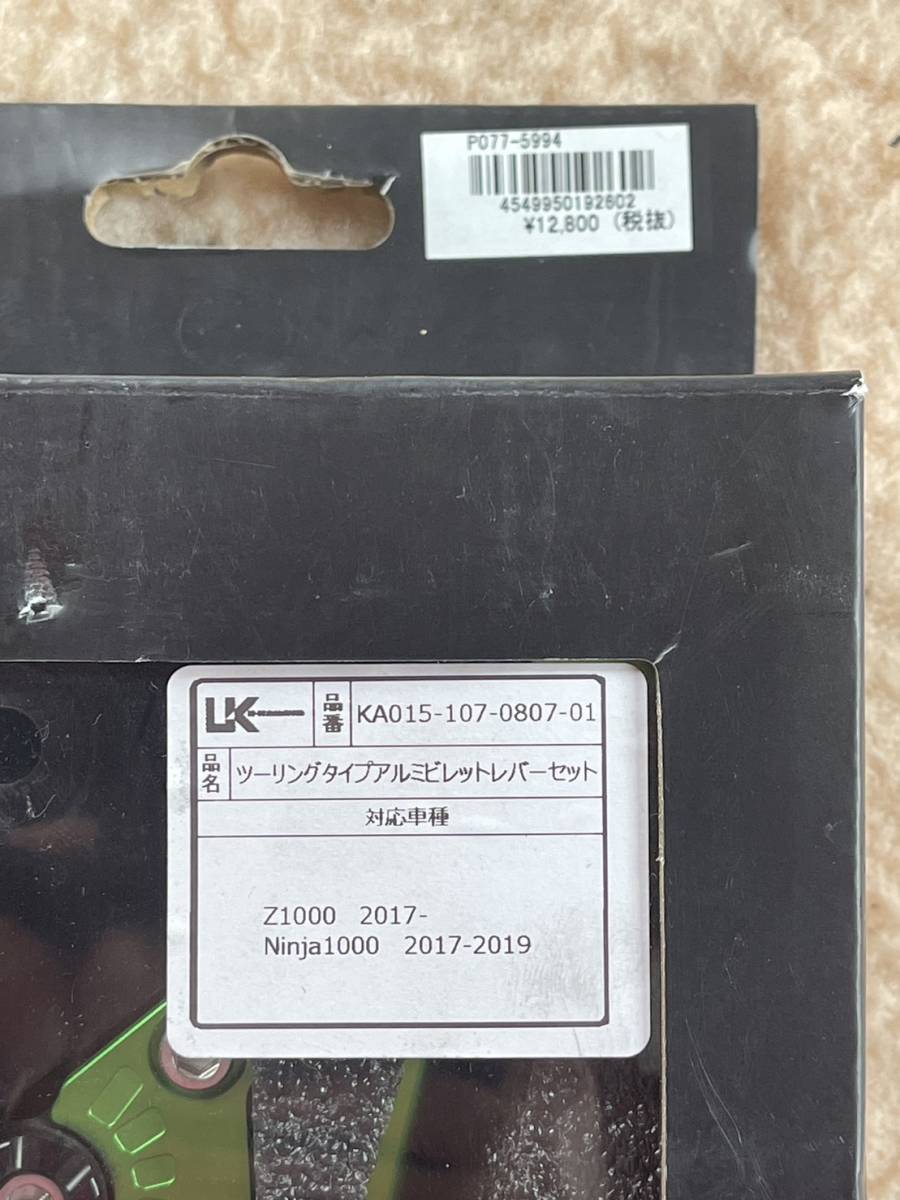 P077-5994
4549950192602
¥12,800 (税抜)
品番 KA015-107-0807-01
品名 ツーリングタイプアルミビレットレバーセット
対応車種
Z1000 2017-
Ninja1000 2017-2019